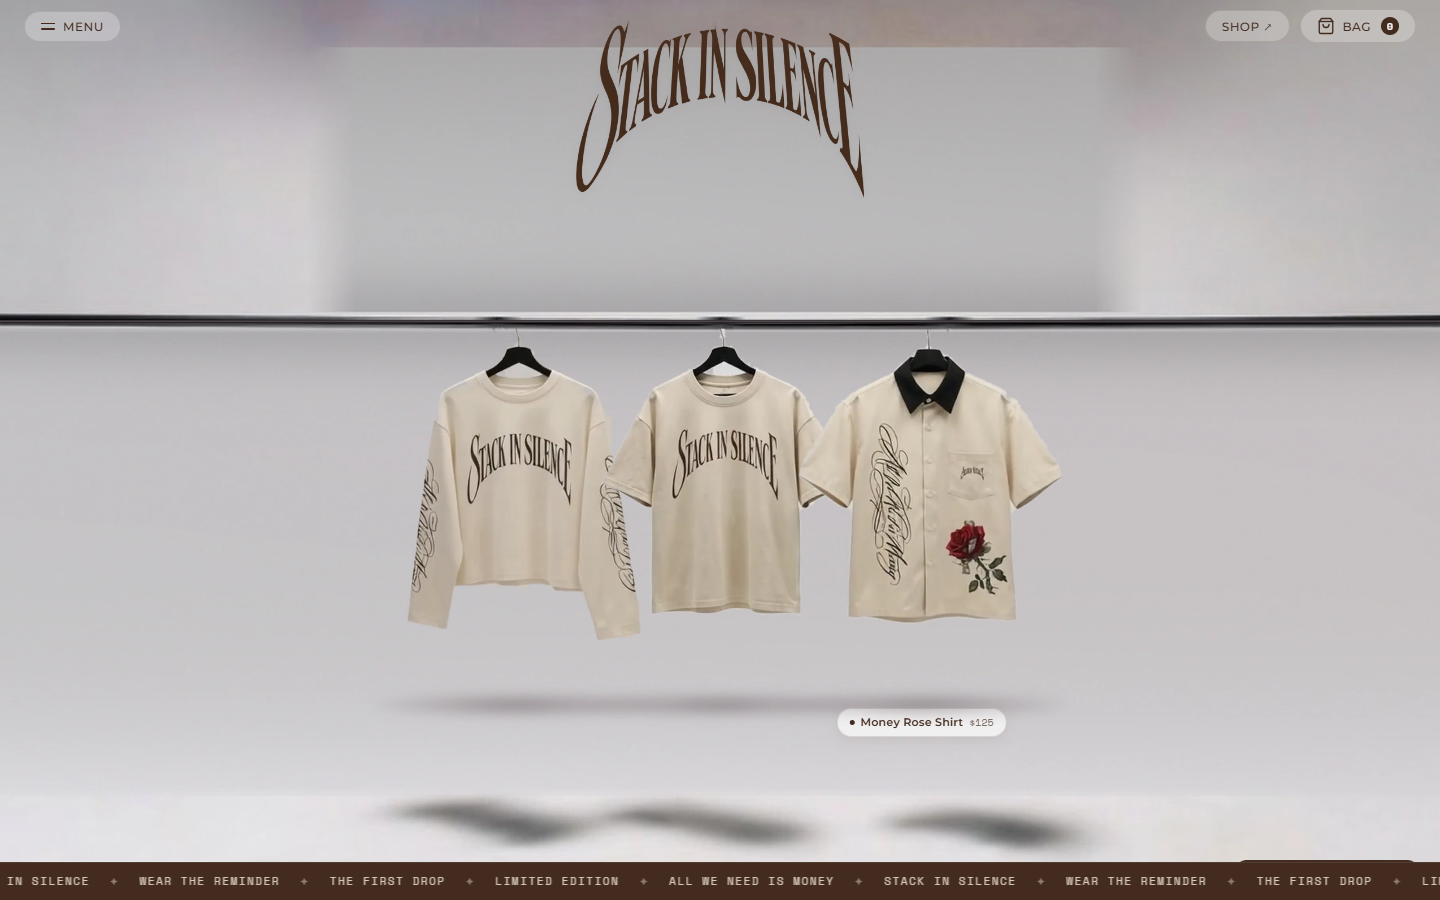 MENU
STACK IN SILENCE
SHOP ↗
BAG 0
STACK IN SILENCE
STACK IN SILENCE
Money Rose Shirt $125
IN SILENCE ✦ WEAR THE REMINDER ✦ THE FIRST DROP ✦ LIMITED EDITION ✦ ALL WE NEED IS MONEY ✦ STACK IN SILENCE ✦ WEAR THE REMINDER ✦ THE FIRST DROP ✦